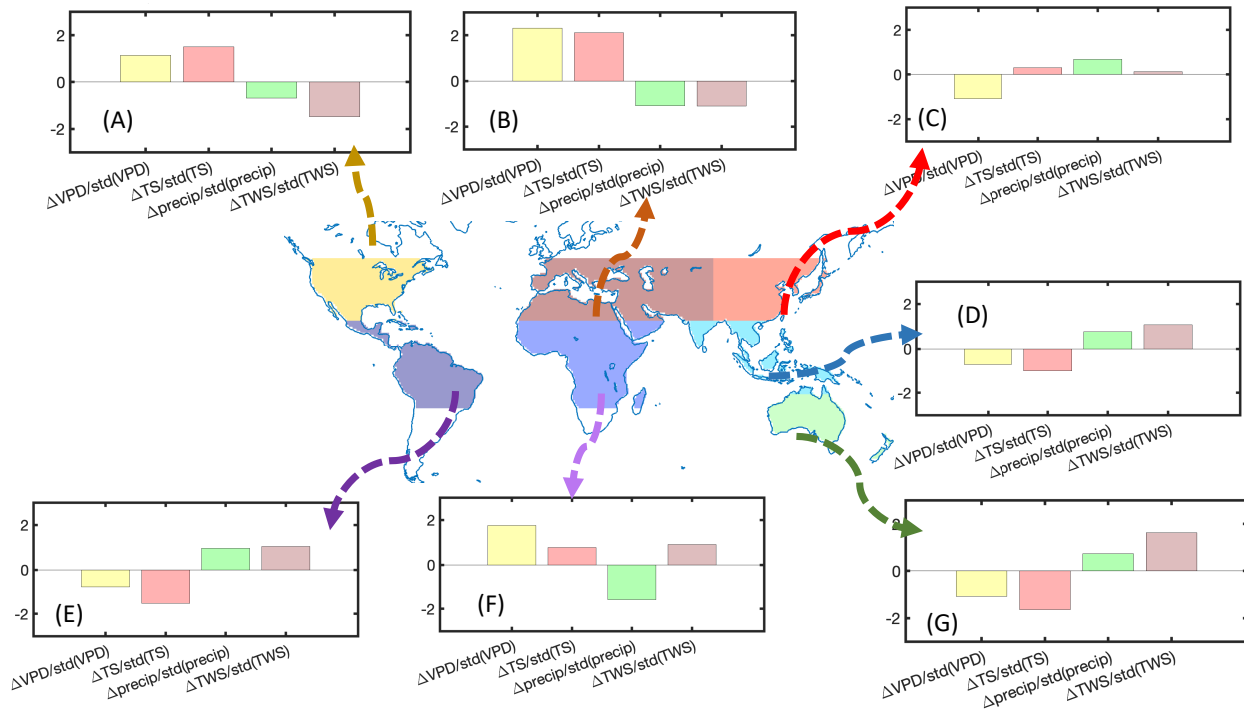 2
0
-2
(A)
ΔVPD/std(VPD)
ΔTS/std(TS)
Δprecip/std(precip)
ΔTWS/std(TWS)
2
0
-2
(B)
ΔVPD/std(VPD)
ΔTS/std(TS)
Δprecip/std(precip)
ΔTWS/std(TWS)
2
0
-2
(C)
ΔVPD/std(VPD)
ΔTS/std(TS)
Δprecip/std(precip)
ΔTWS/std(TWS)
2
0
-2
(D)
ΔVPD/std(VPD)
ΔTS/std(TS)
Δprecip/std(precip)
ΔTWS/std(TWS)
2
0
-2
(E)
ΔVPD/std(VPD)
ΔTS/std(TS)
Δprecip/std(precip)
ΔTWS/std(TWS)
2
0
-2
(F)
ΔVPD/std(VPD)
ΔTS/std(TS)
Δprecip/std(precip)
ΔTWS/std(TWS)
2
0
-2
(G)
ΔVPD/std(VPD)
ΔTS/std(TS)
Δprecip/std(precip)
ΔTWS/std(TWS)